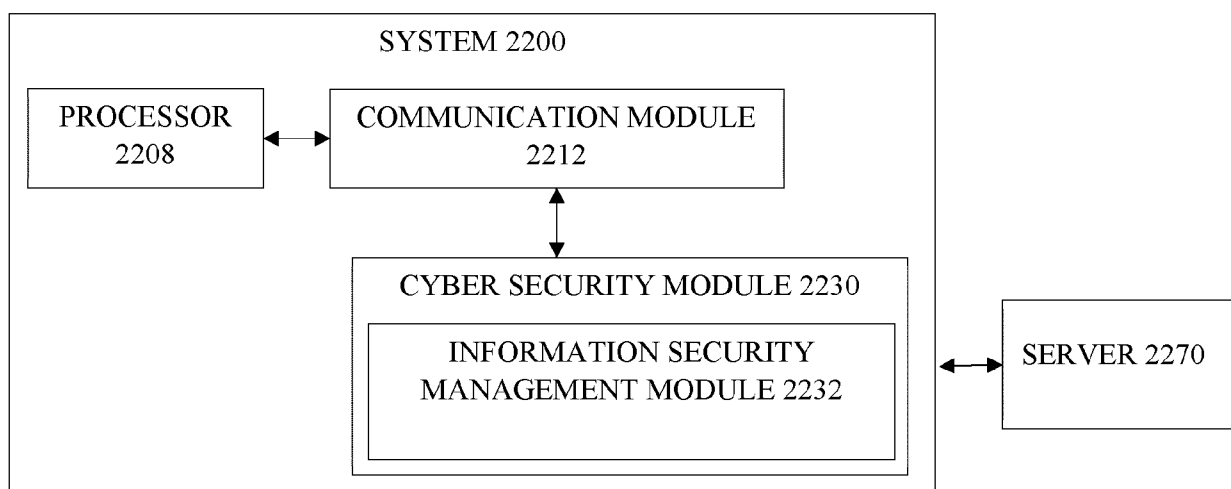 SYSTEM 2200
PROCESSOR
2208
COMMUNICATION MODULE
2212
CYBER SECURITY MODULE 2230
INFORMATION SECURITY
MANAGEMENT MODULE 2232
SERVER 2270